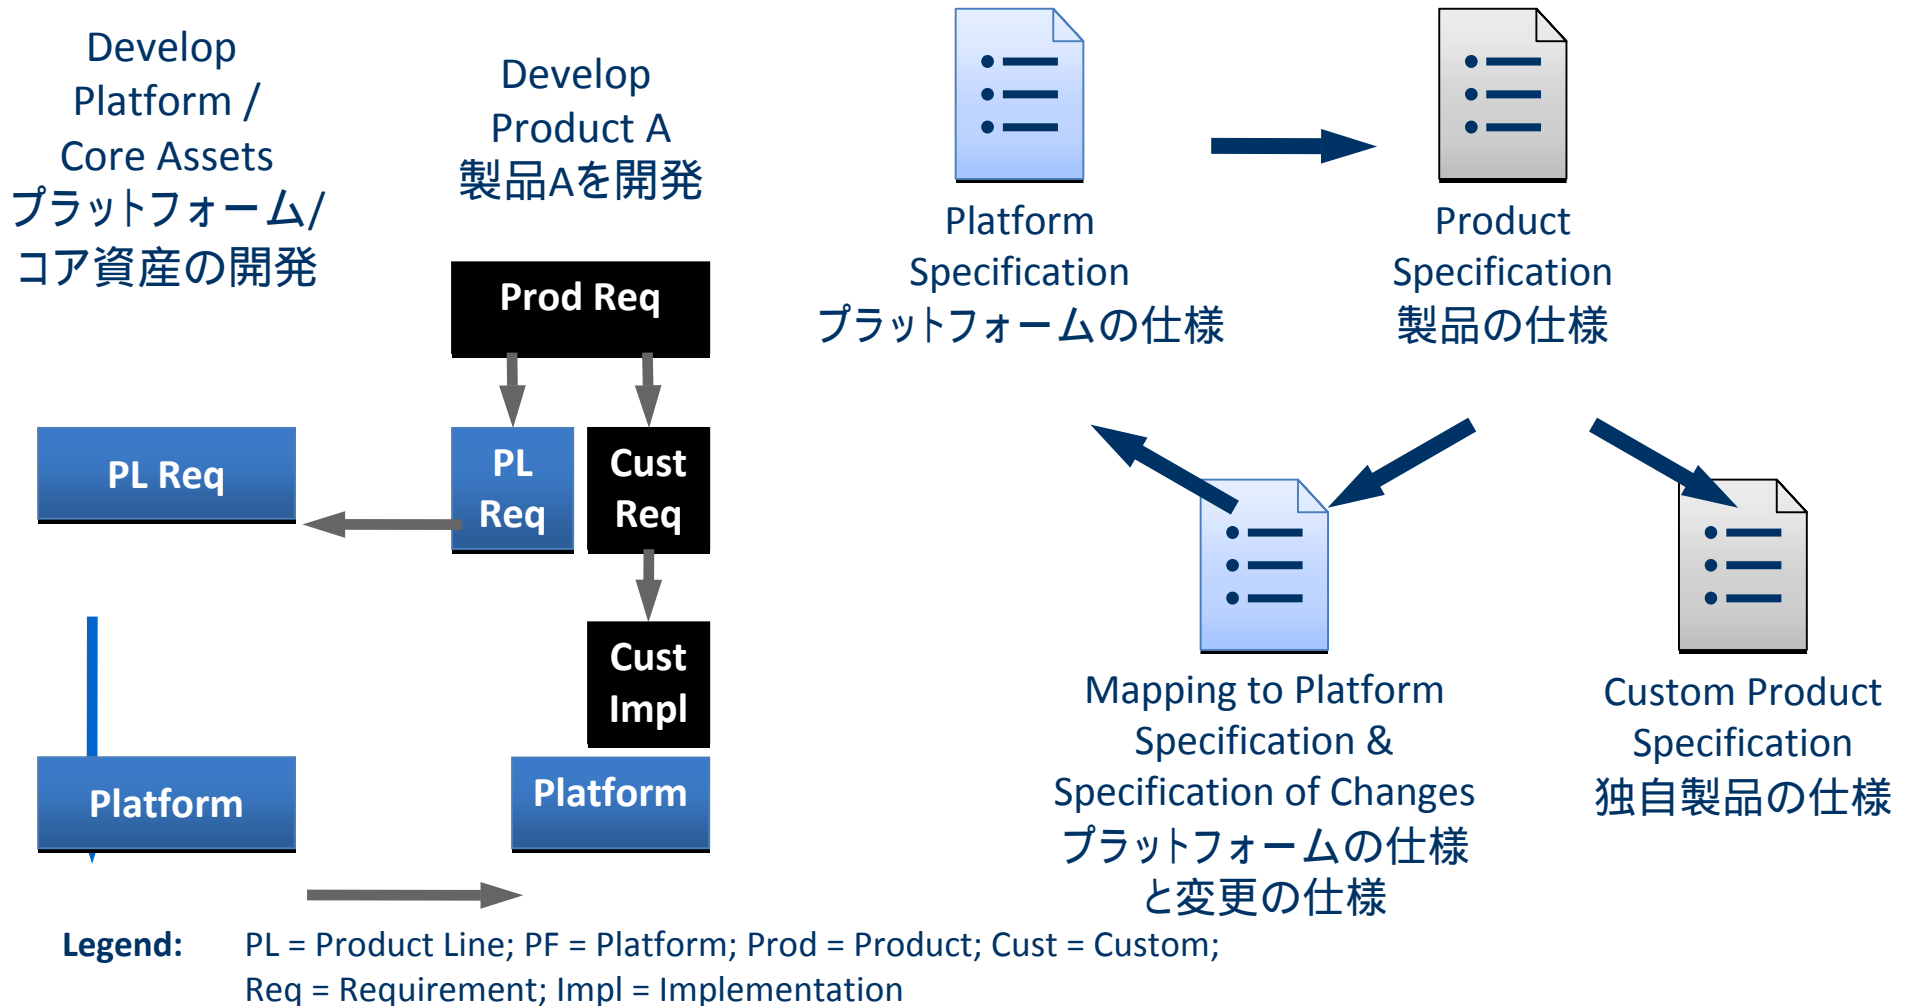 Develop
Platform /
Core Assets
プラットフォーム/
コア資産の開発
Develop
Product A
製品Aを開発
Prod Req
PL Req
PL
Req
Cust
Req
Cust
Impl
Platform
Platform
Platform
Specification
プラットフォームの仕様
Product
Specification
製品の仕様
Mapping to Platform
Specification &
Specification of Changes
プラットフォームの仕様
と変更の仕様
Custom Product
Specification
独自製品の仕様
Legend: PL = Product Line; PF = Platform; Prod = Product; Cust = Custom;
Req = Requirement; Impl = Implementation